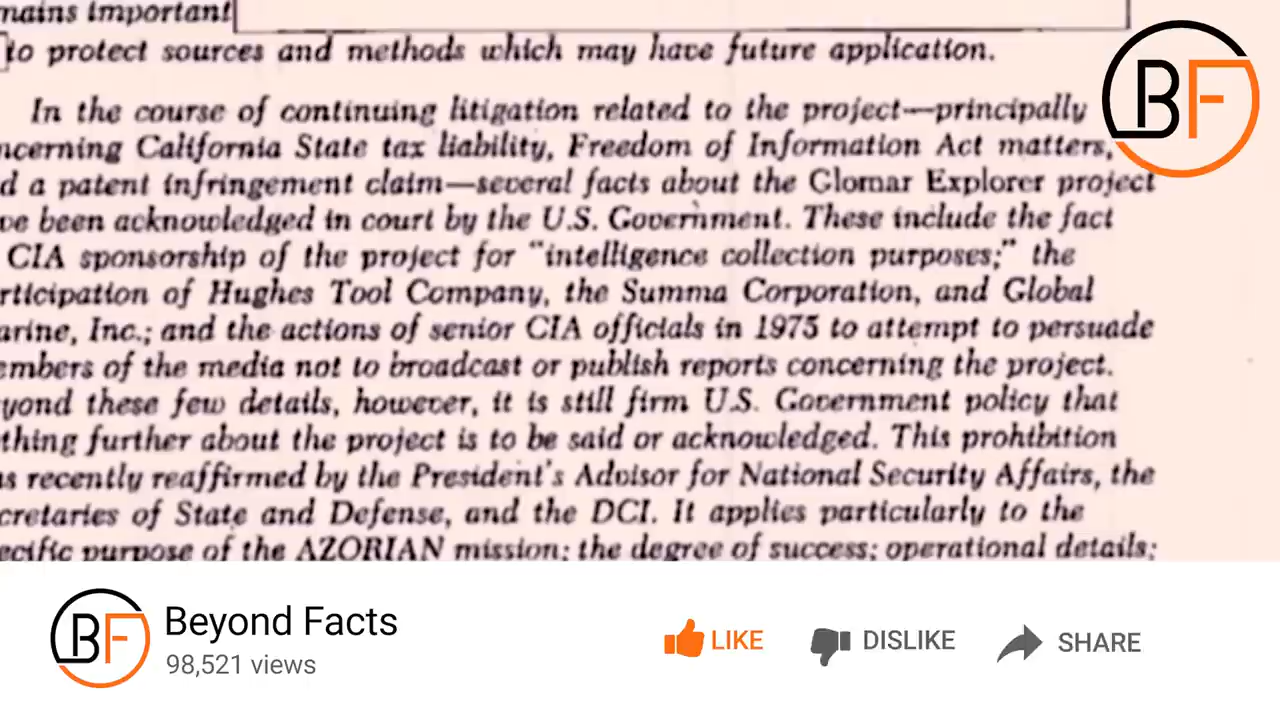 mains important
to protect sources and methods which may have future application.
In the course of continuing litigation related to the project—principally
ncerning California State tax liability, Freedom of Information Act matters,
d a patent infringement claim—several facts about the Glomar Explorer project
ve been acknowledged in court by the U.S. Government. These include the fact
CIA sponsorship of the project for "intelligence collection purposes;" the
rticipation of Hughes Tool Company, the Summa Corporation, and Global
arine, Inc.; and the actions of senior CIA officials in 1975 to attempt to persuade
embers of the media not to broadcast or publish reports concerning the project.
yond these few details, however, it is still firm U.S. Government policy that
thing further about the project is to be said or acknowledged. This prohibition
as recently reaffirmed by the President's Advisor for National Security Affairs, the
cretaries of State and Defense, and the DCI. It applies particularly to the
ecific purpose of the AZORIAN mission; the degree of success; operational details;
BF
BF
Beyond Facts
98,521 views
LIKE
DISLIKE
SHARE